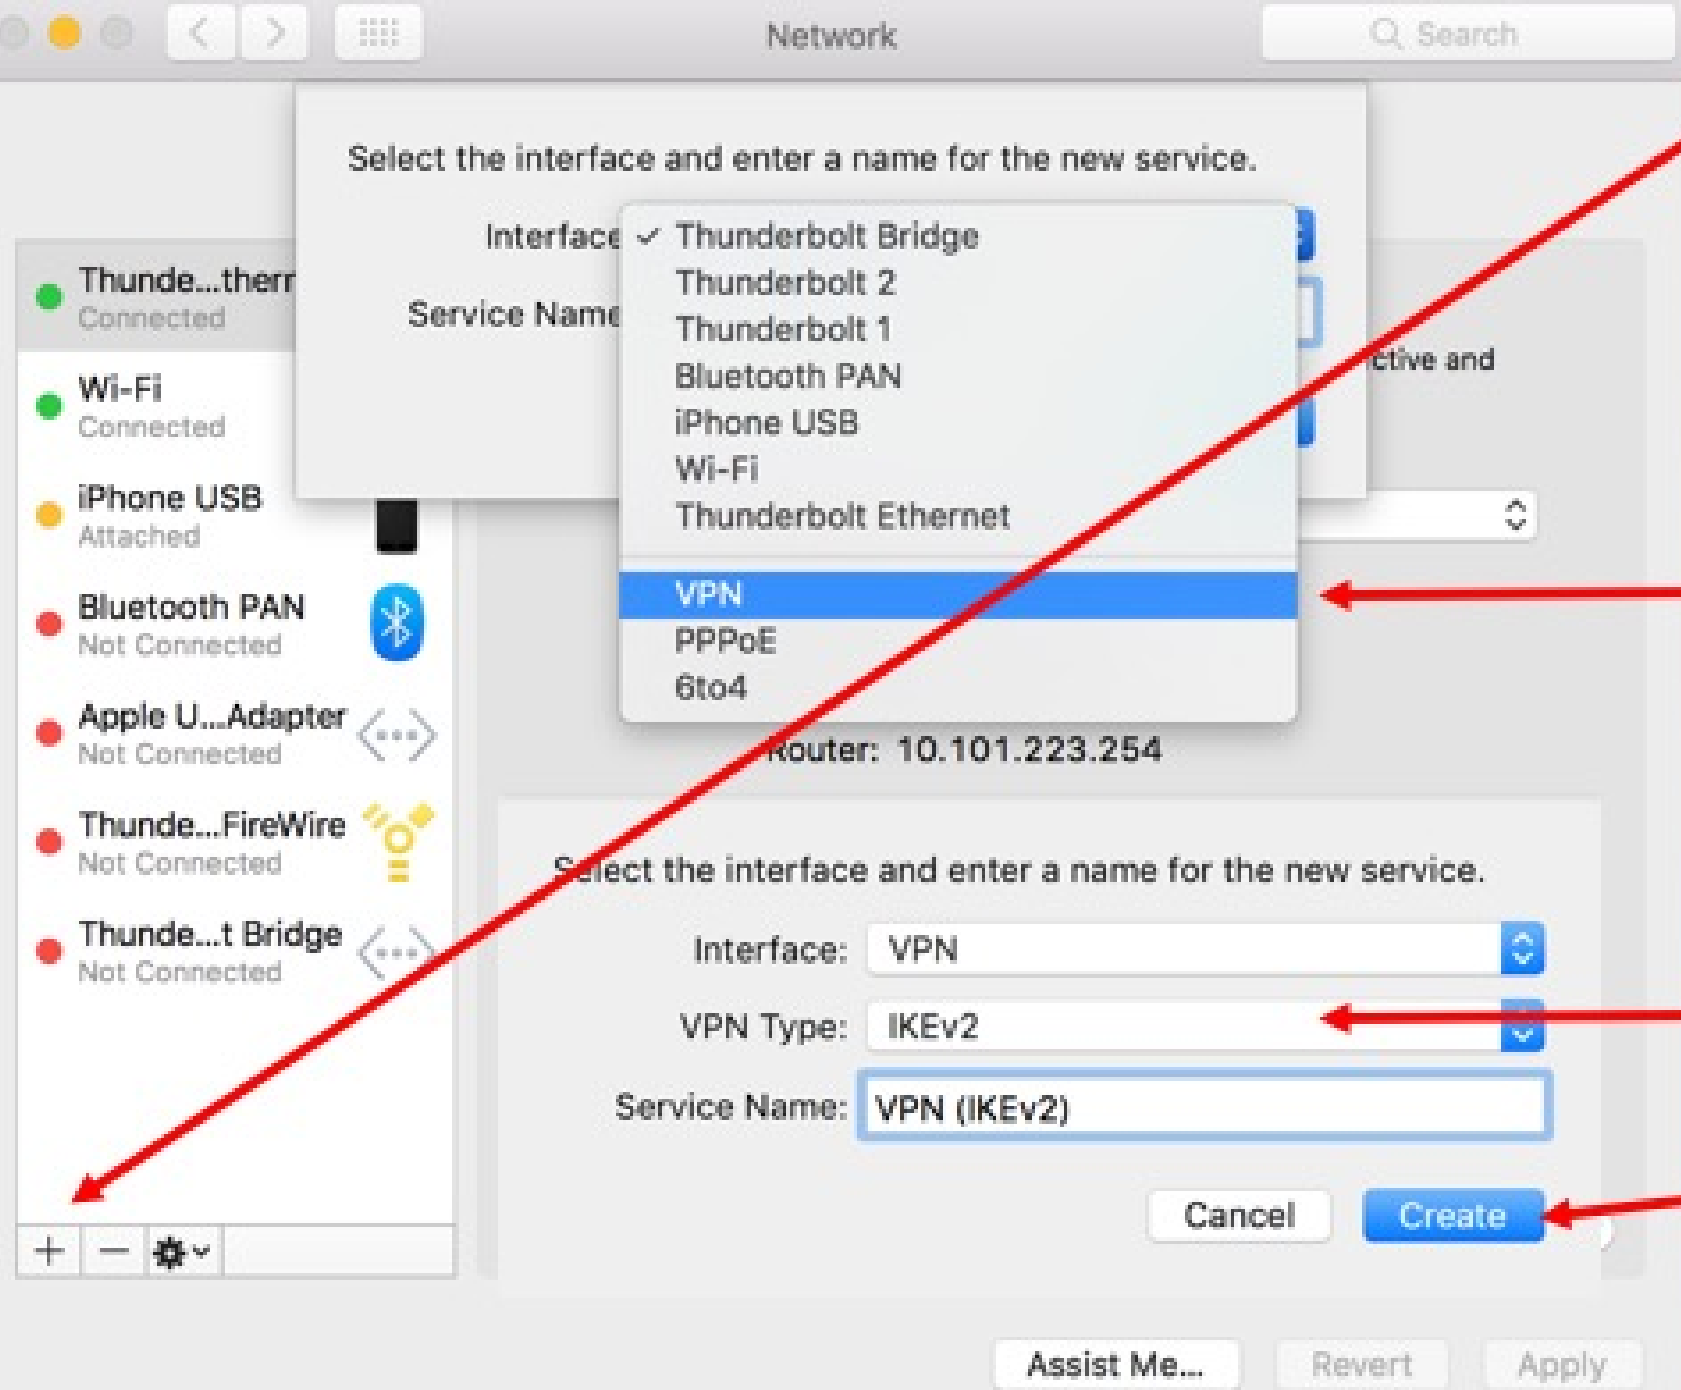 Network
Search
Select the interface and enter a name for the new service.
Interface
✓ Thunderbolt Bridge
Thunderbolt 2
Thunderbolt 1
Bluetooth PAN
iPhone USB
Wi-Fi
Thunderbolt Ethernet
VPN
PPPoE
6to4
Service Name
ctive and
Thunde...ther
Connected
Wi-Fi
Connected
iPhone USB
Attached
Bluetooth PAN
Not Connected
Apple U...Adapter
Not Connected
Thunde...FireWire
Not Connected
Thunde...t Bridge
Not Connected
Router: 10.101.223.254
Select the interface and enter a name for the new service.
Interface: VPN
VPN Type: IKEv2
Service Name: VPN (IKEv2)
Cancel Create
Assist Me... Revert Apply